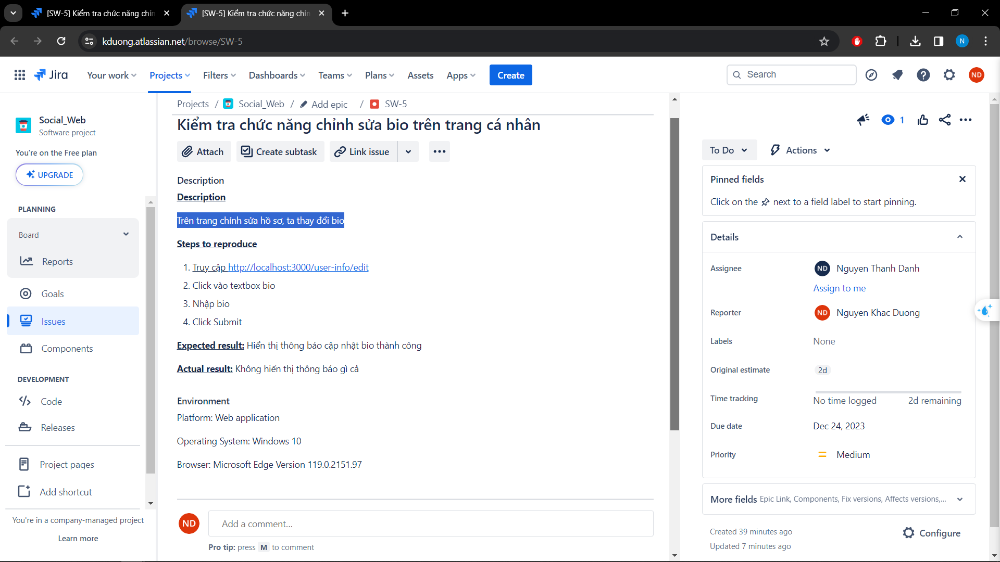 [SW-5] Kiểm tra chức năng chỉn
[SW-5] Kiểm tra chức năng chỉn
kduong.atlassian.net/browse/SW-5
N
Jira
Your work
Projects
Filters
Dashboards
Teams
Plans
Assets
Apps
Create
Search
ND
Social_Web
Software project
You're on the Free plan
UPGRADE
PLANNING
Board
Reports
Goals
Issues
Components
DEVELOPMENT
Code
Releases
Project pages
Add shortcut
You're in a company-managed project
Learn more
Projects / Social_Web / Add epic / SW-5
Kiểm tra chức năng chỉnh sửa bio trên trang cá nhân
Attach
Create subtask
Link issue
Description
Description
Trên trang chỉnh sửa hồ sơ, ta thay đổi bio
Steps to reproduce
1. Truy cập http://localhost:3000/user-info/edit
2. Click vào textbox bio
3. Nhập bio
4. Click Submit
Expected result: Hiển thị thông báo cập nhật bio thành công
Actual result: Không hiển thị thông báo gì cả
Environment
Platform: Web application
Operating System: Windows 10
Browser: Microsoft Edge Version 119.0.2151.97
ND
Add a comment...
Pro tip: press M to comment
1
To Do
Actions
Pinned fields
Click on the next to a field label to start pinning.
Details
Assignee
ND Nguyen Thanh Danh
Assign to me
Reporter
ND Nguyen Khac Duong
Labels
None
Original estimate
2d
Time tracking
No time logged
2d remaining
Due date
Dec 24, 2023
Priority
Medium
More fields Epic Link, Components, Fix versions, Affects versions,...
Created 39 minutes ago
Updated 7 minutes ago
Configure